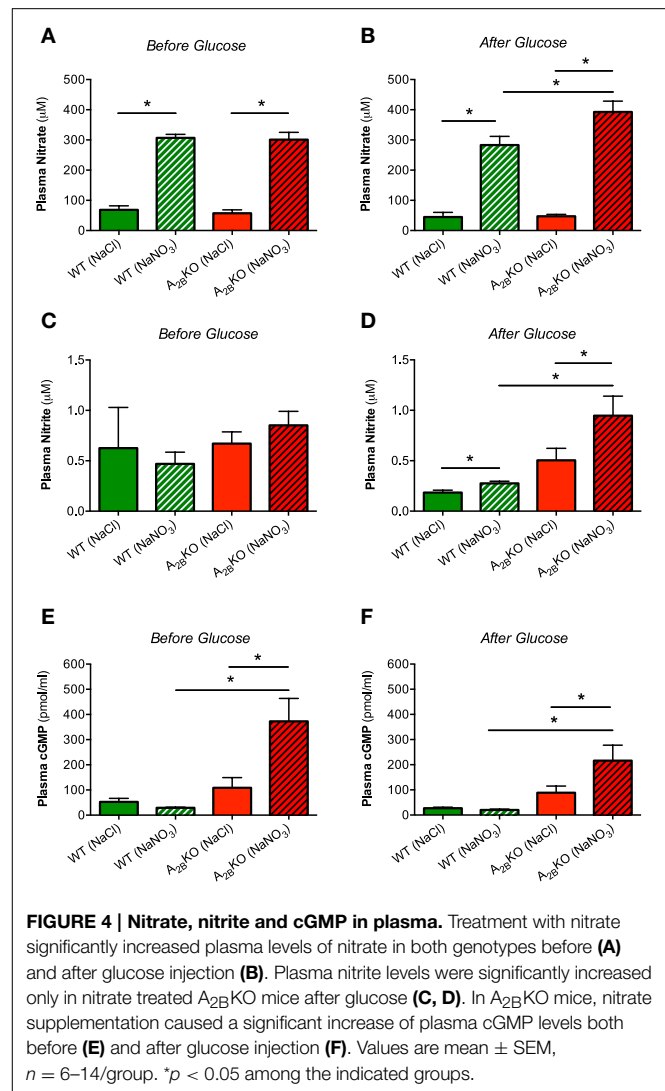 A
Before Glucose
Plasma Nitrate (μM)
500
400
300
200
100
0
*
*
WT (NaCl)
WT (NaNO3)
A2BKO (NaCl)
A2BKO (NaNO3)
B
After Glucose
Plasma Nitrate (μM)
500
400
300
200
100
0
*
*
*
WT (NaCl)
WT (NaNO3)
A2BKO (NaCl)
A2BKO (NaNO3)
C
Before Glucose
Plasma Nitrite (μM)
1.5
1.0
0.5
0.0
WT (NaCl)
WT (NaNO3)
A2BKO (NaCl)
A2BKO (NaNO3)
D
After Glucose
Plasma Nitrite (μM)
1.5
1.0
0.5
0.0
*
*
*
WT (NaCl)
WT (NaNO3)
A2BKO (NaCl)
A2BKO (NaNO3)
E
Before Glucose
Plasma cGMP (pmol/ml)
600
500
400
300
200
100
0
*
*
WT (NaCl)
WT (NaNO3)
A2BKO (NaCl)
A2BKO (NaNO3)
F
After Glucose
Plasma cGMP (pmol/ml)
600
500
400
300
200
100
0
*
*
WT (NaCl)
WT (NaNO3)
A2BKO (NaCl)
A2BKO (NaNO3)
FIGURE 4 | Nitrate, nitrite and cGMP in plasma. Treatment with nitrate
significantly increased plasma levels of nitrate in both genotypes before (A)
and after glucose injection (B). Plasma nitrite levels were significantly increased
only in nitrate treated A2BKO mice after glucose (C, D). In A2BKO mice, nitrate
supplementation caused a significant increase of plasma cGMP levels both
before (E) and after glucose injection (F). Values are mean ± SEM,
n = 6–14/group. *p < 0.05 among the indicated groups.